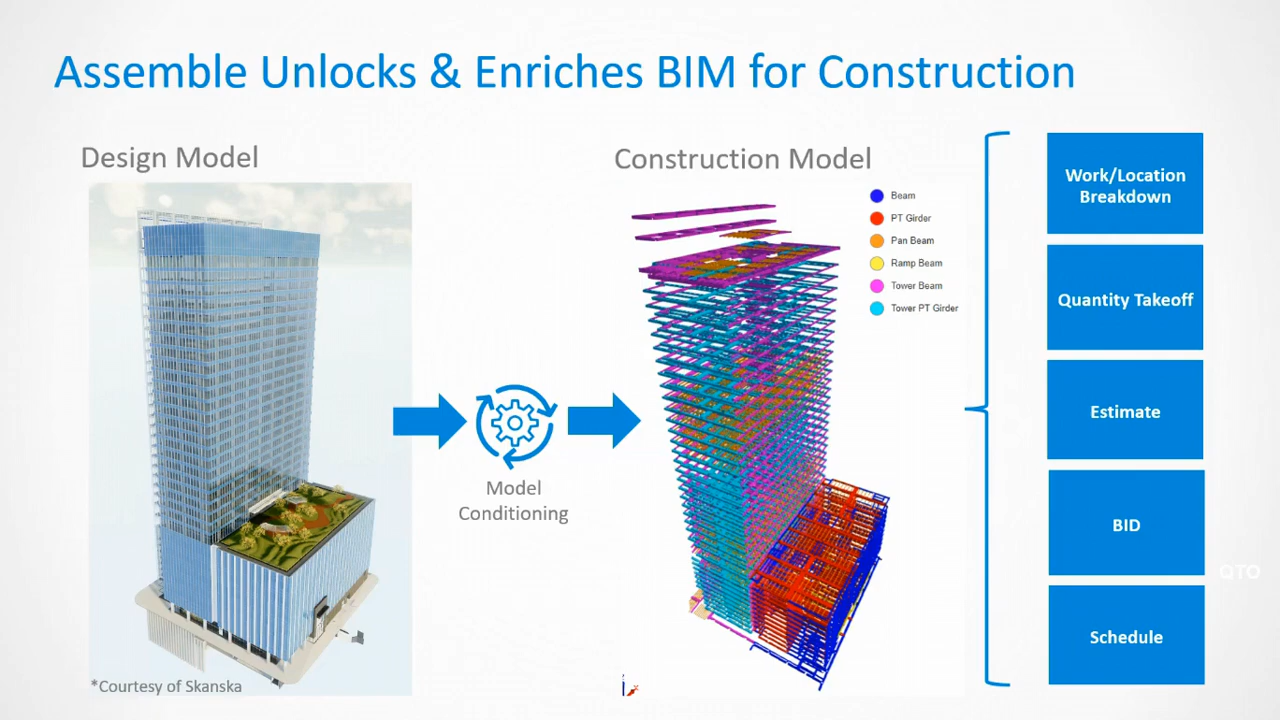 Assemble Unlocks & Enriches BIM for Construction
Design Model
*Courtesy of Skanska
Model
Conditioning
Construction Model
Beam
PT Girder
Pan Beam
Ramp Beam
Tower Beam
Tower PT Girder
Work/Location
Breakdown
Quantity Takeoff
Estimate
BID
QTO
Schedule